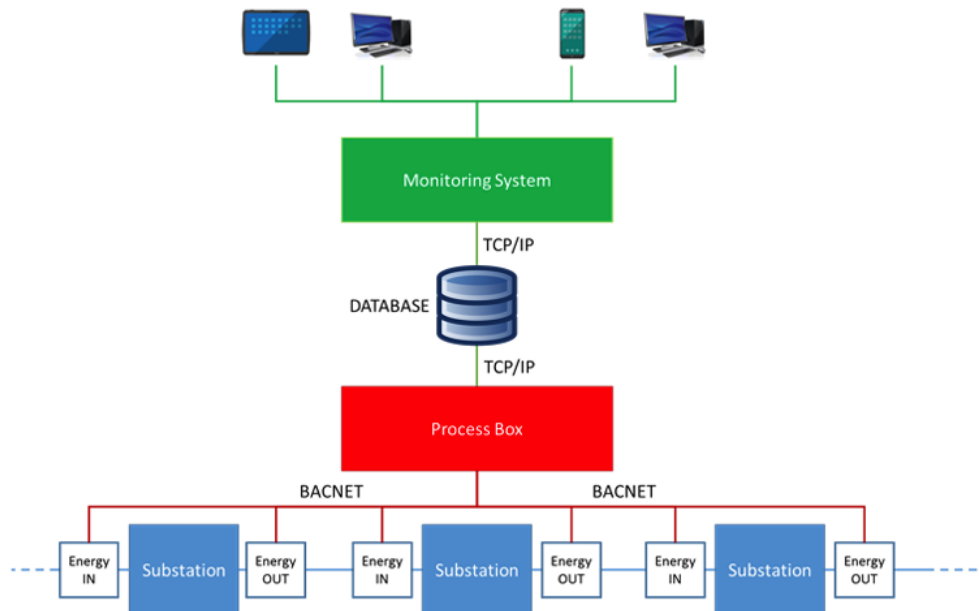 Monitoring System
TCP/IP
DATABASE
TCP/IP
Process Box
BACNET BACNET
Energy
IN
Substation
Energy
OUT
Energy
IN
Substation
Energy
OUT
Energy
IN
Substation
Energy
OUT